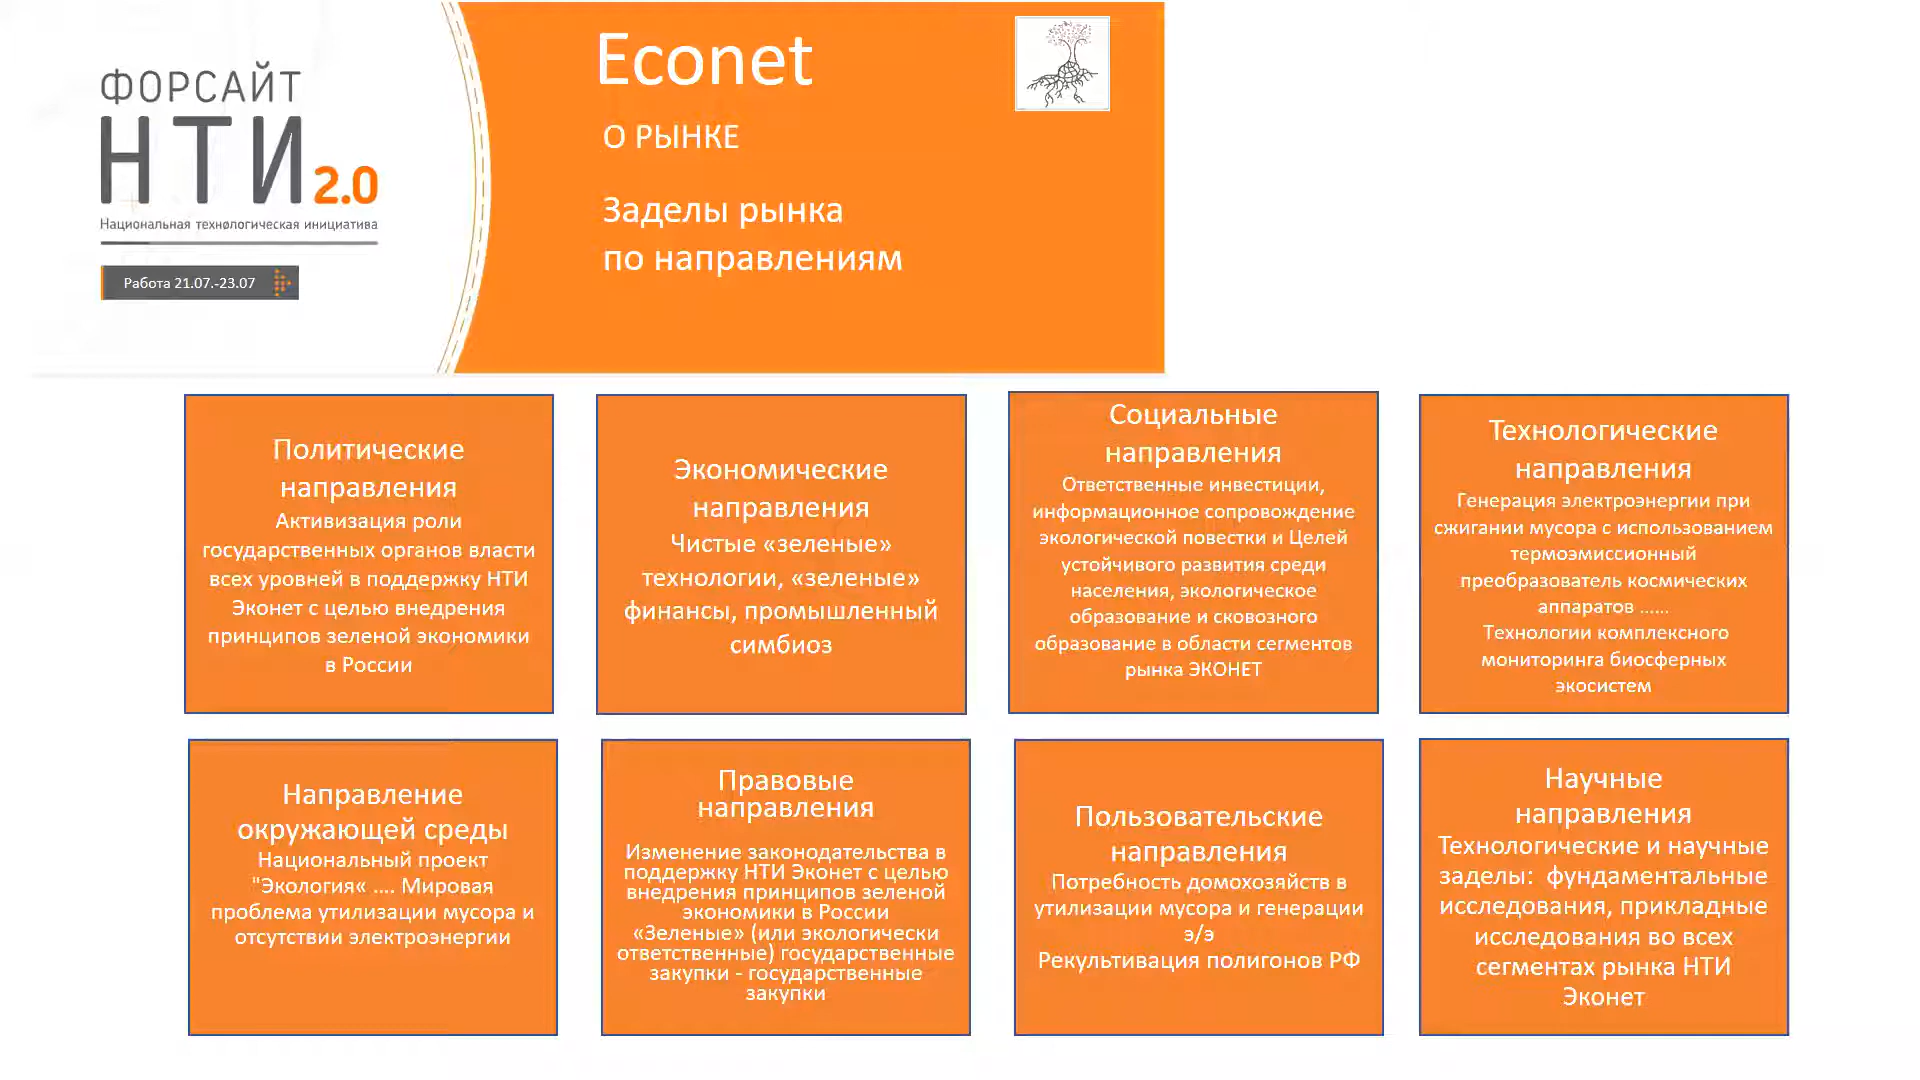 ФОРСАЙТ
НТИ 2.0
Национальная технологическая инициатива
Работа 21.07.-23.07
Econet
О РЫНКЕ
Заделы рынка
по направлениям
Политические
направления
Активизация роли
государственных органов власти
всех уровней в поддержку НТИ
Эконет с целью внедрения
принципов зеленой экономики
в России
Экономические
направления
Чистые «зеленые»
технологии, «зеленые»
финансы, промышленный
симбиоз
Социальные
направления
Ответственные инвестиции,
информационное сопровождение
экологической повестки и Целей
устойчивого развития среди
населения, экологическое
образование и сковозного
образование в области сегментов
рынка ЭКОНЕТ
Технологические
направления
Генерация электроэнергии при
сжигании мусора с использованием
термоэмиссионный
преобразователь космических
аппаратов ......
Технологии комплексного
мониторинга биосферных
экосистем
Направление
окружающей среды
Национальный проект
"Экология« .... Мировая
проблема утилизации мусора и
отсутствии электроэнергии
Правовые
направления
Изменение законодательства в
поддержку НТИ Эконет с целью
внедрения принципов зеленой
экономики в России
«Зеленые» (или экологически
ответственные) государственные
закупки - государственные
закупки
Пользовательские
направления
Потребность домохозяйств в
утилизации мусора и генерации
э/э
Рекультивация полигонов РФ
Научные
направления
Технологические и научные
заделы: фундаментальные
исследования, прикладные
исследования во всех
сегментах рынка НТИ
Эконет